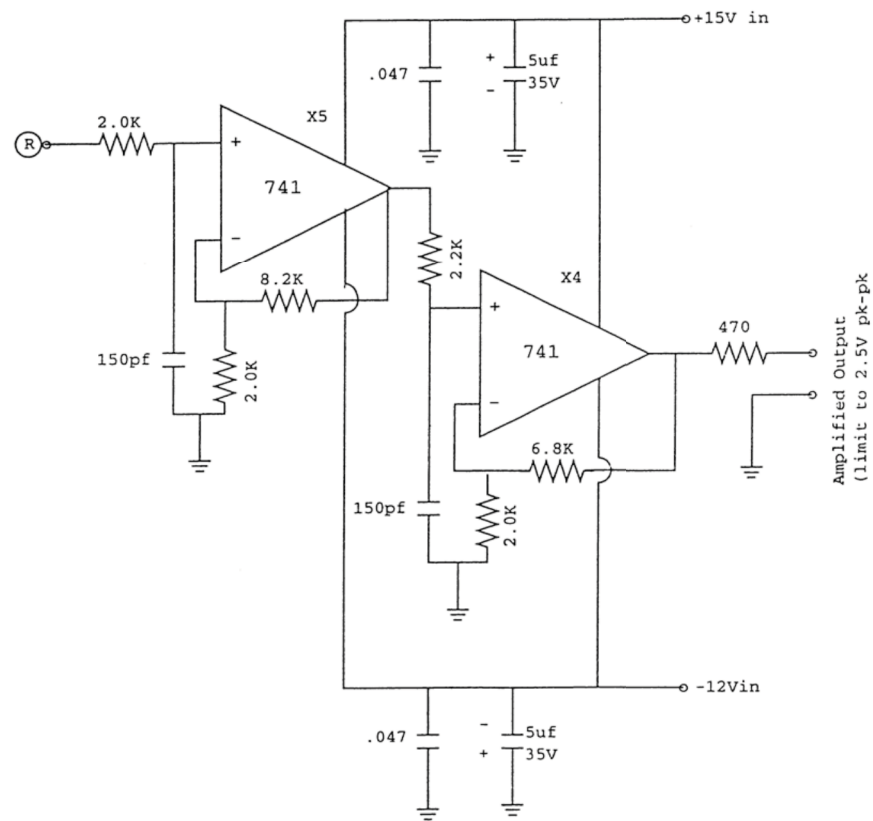 +15V in
.047
+
5uf
-
35V
X5
2.0K
R
+
741
-
8.2K
2.2K
X4
150pf
2.0K
+
741
-
470
6.8K
150pf
2.0K
Amplified Output
(limit to 2.5V pk-pk
-12Vin
.047
-
5uf
+
35V